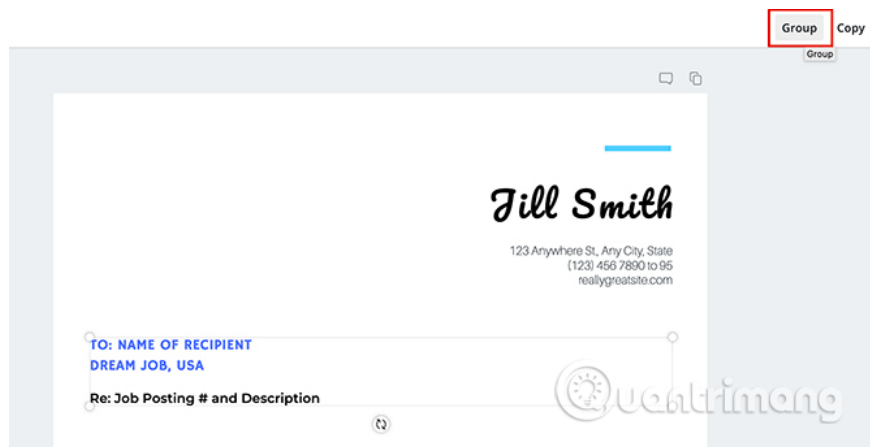 Group Copy
Group
Jill Smith
123 Anywhere St., Any City, State
(123) 456 7890 to 95
reallygreatsite.com
TO: NAME OF RECIPIENT
DREAM JOB, USA
Re: Job Posting # and Description
Quantrimang